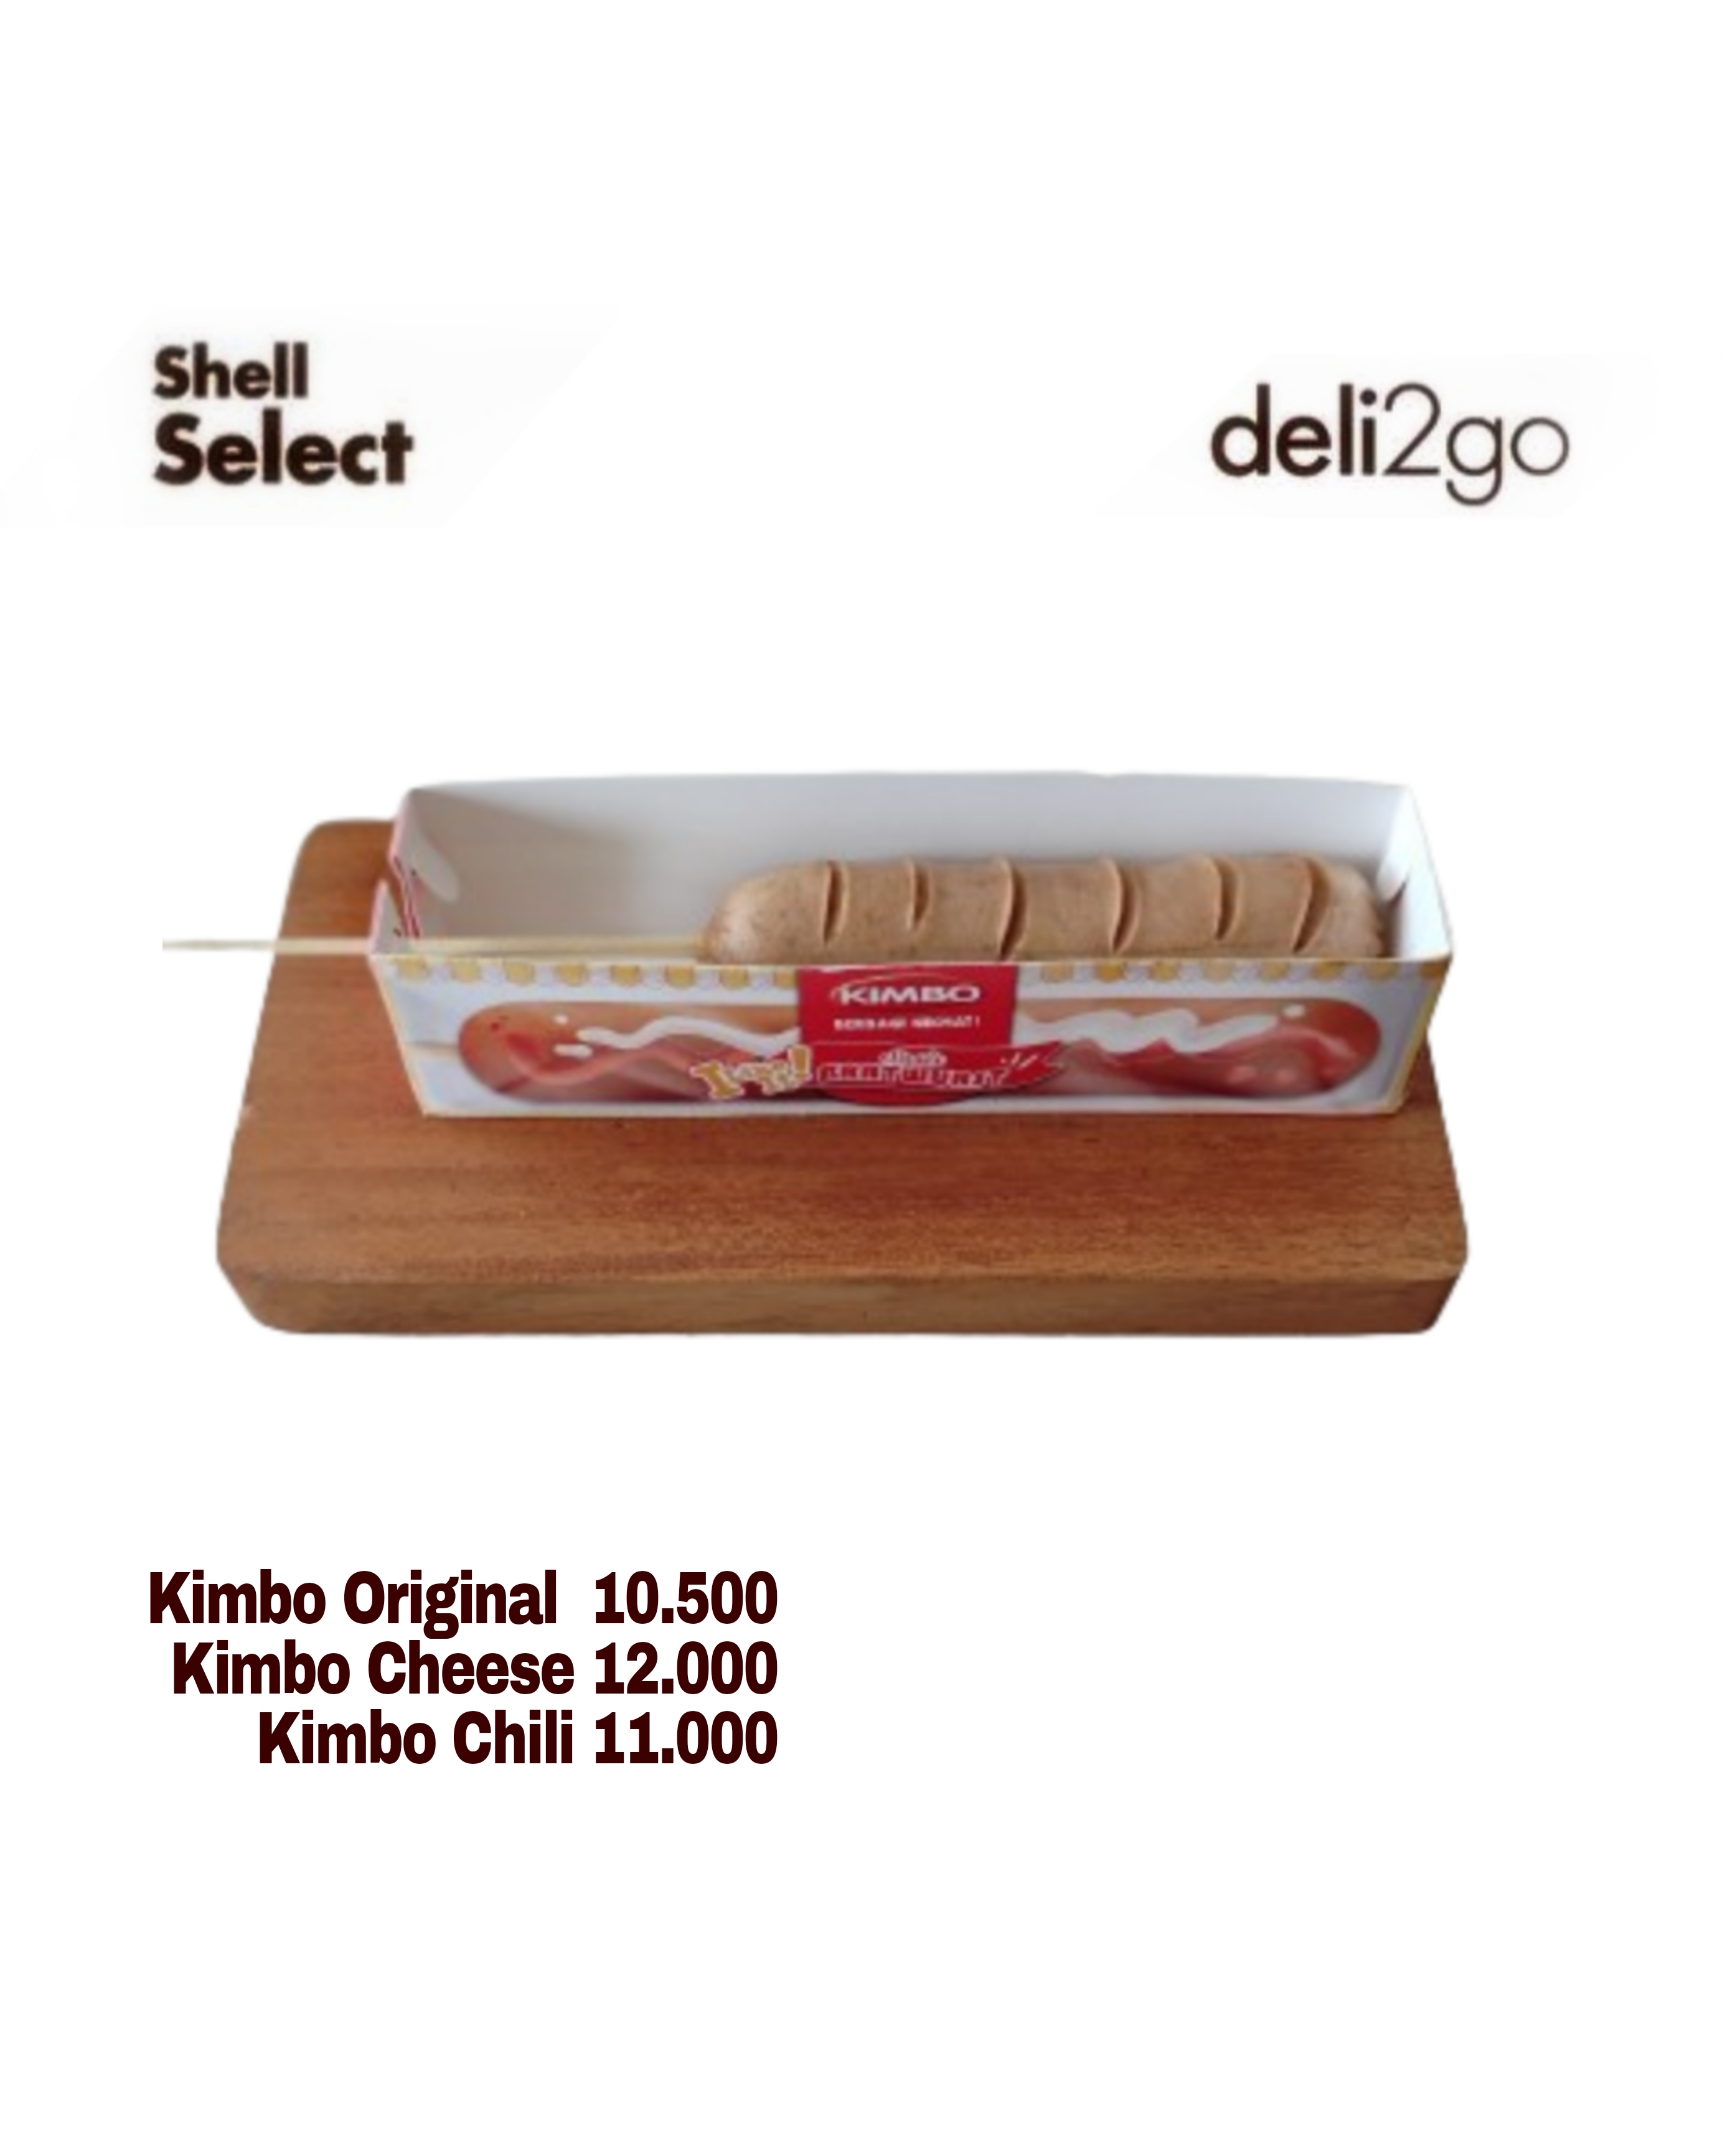 Shell
Select
deli2go
KIMBO
Kimbo Original 10.500
Kimbo Cheese 12.000
Kimbo Chili 11.000